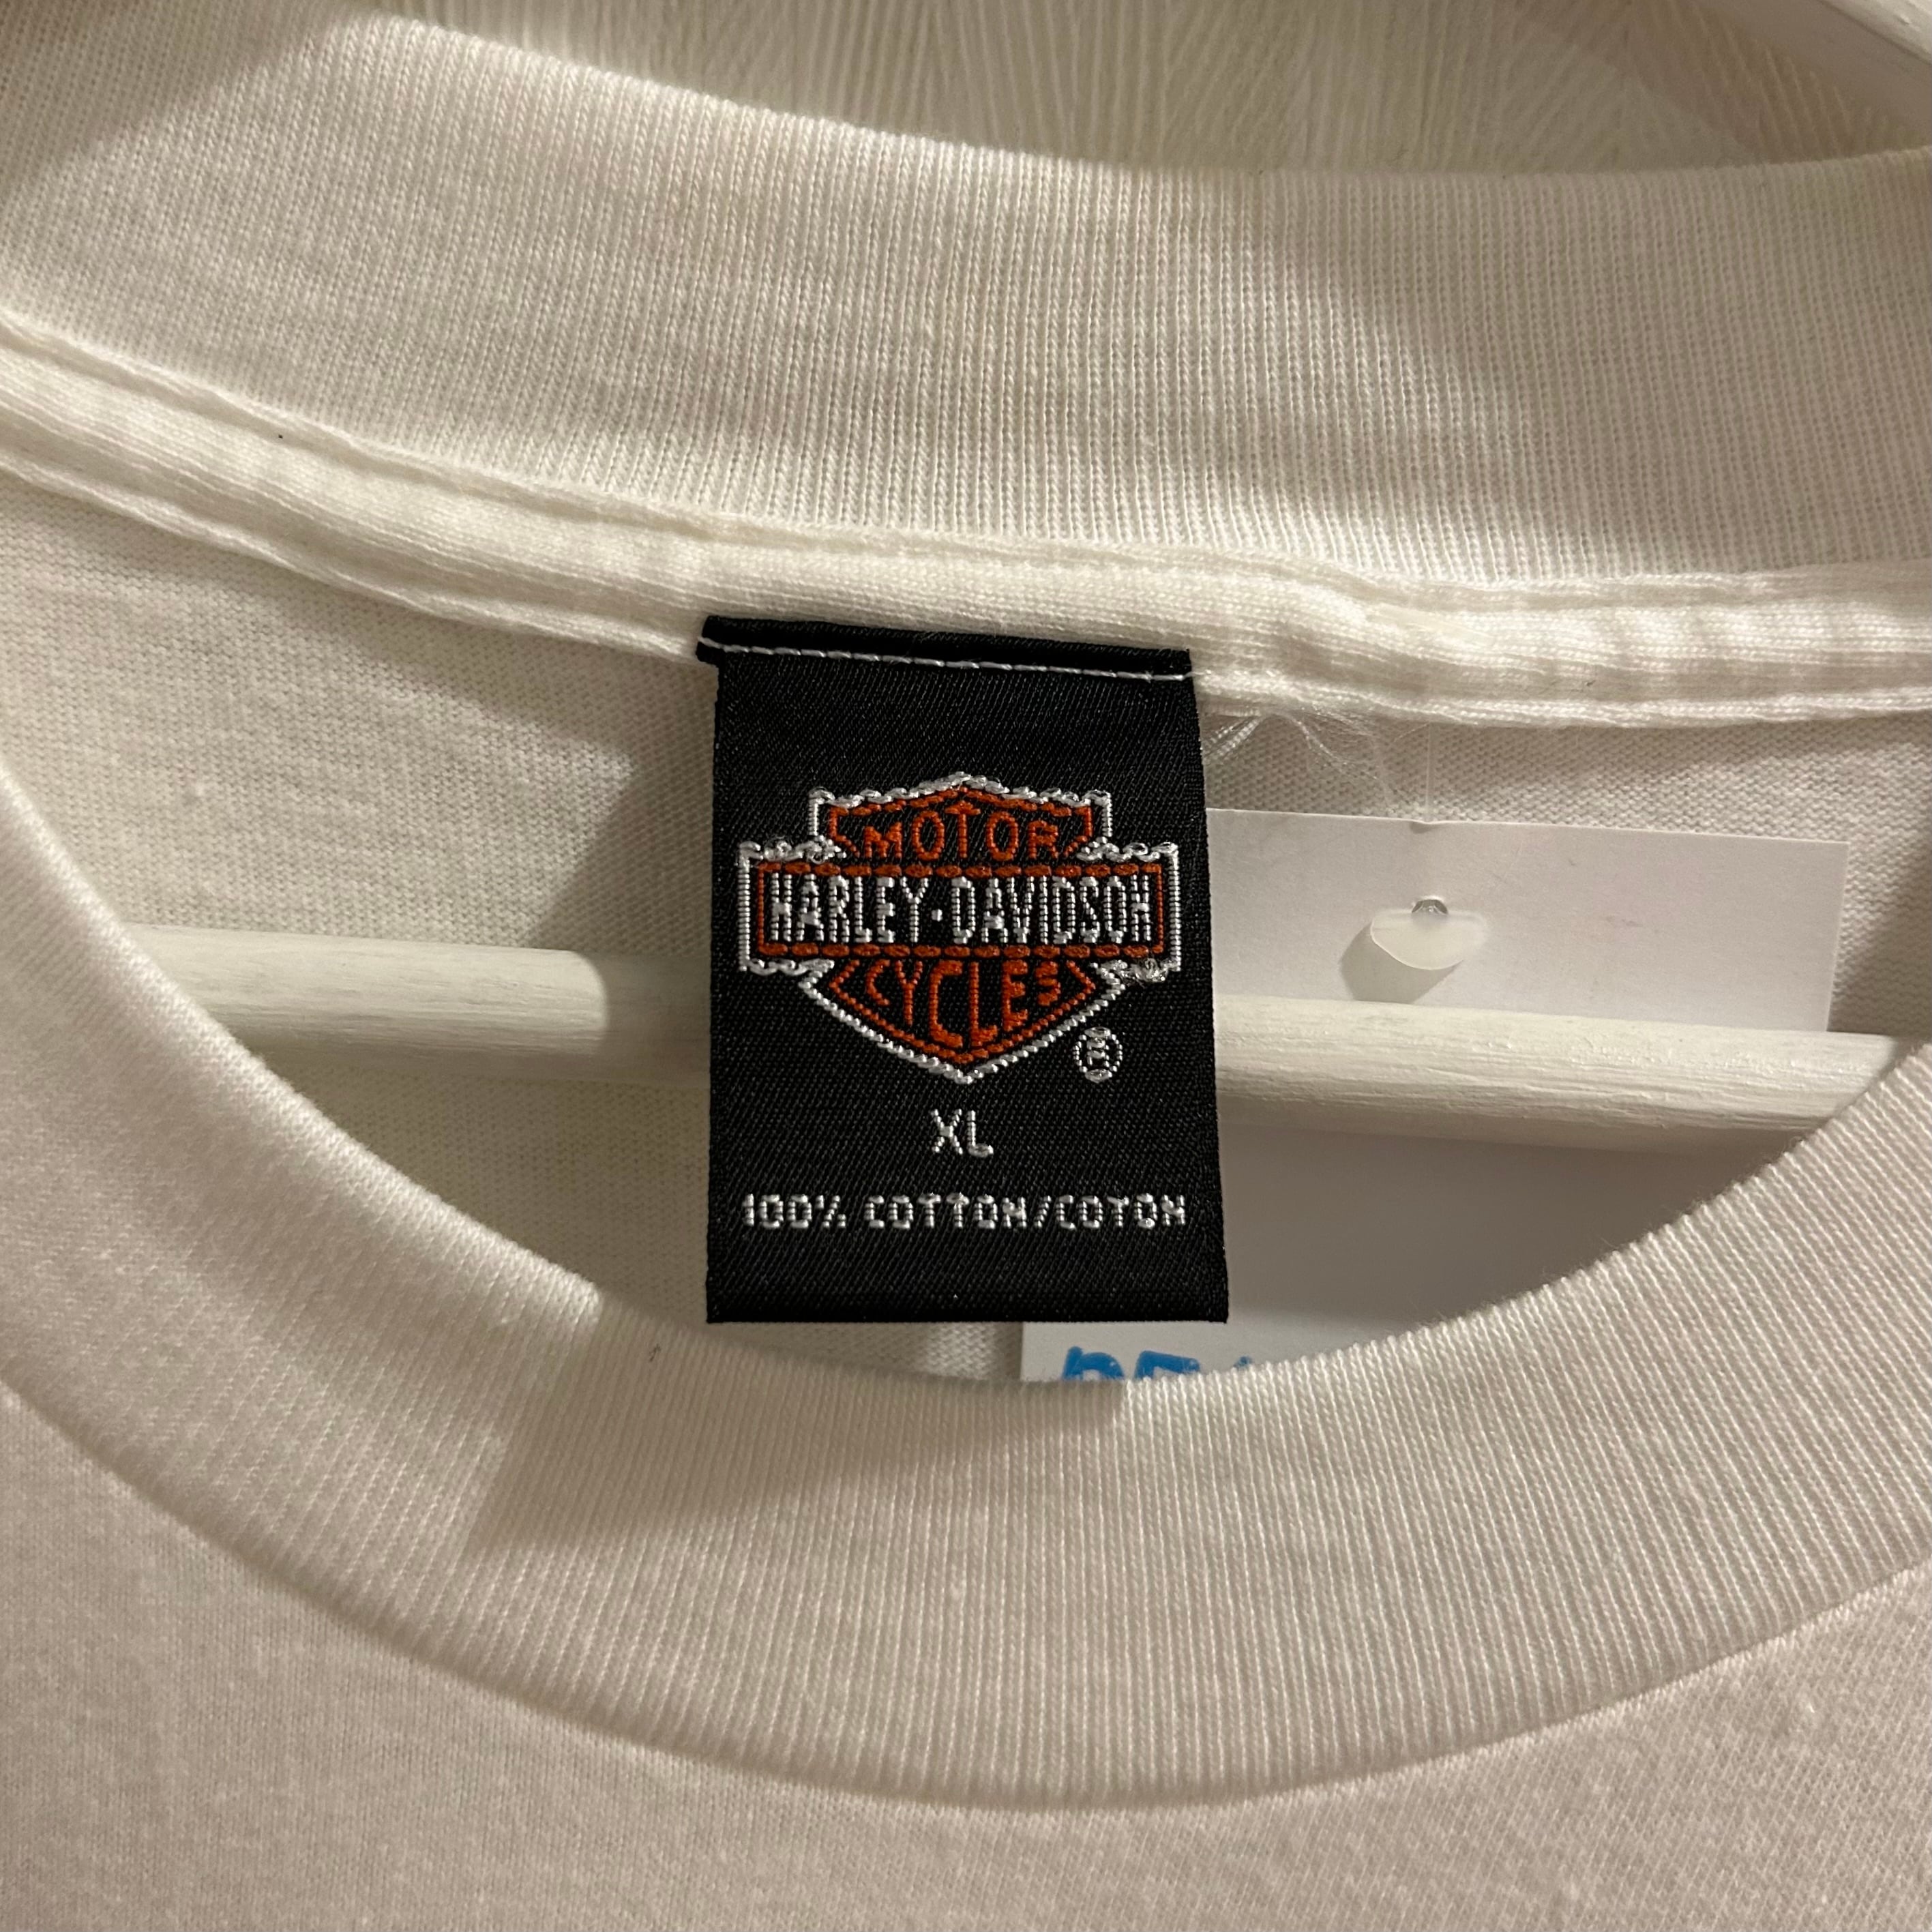 MOTOR
HARLEY-DAVIDSON
CYCLES
®
XL
100% COTTON/COTON